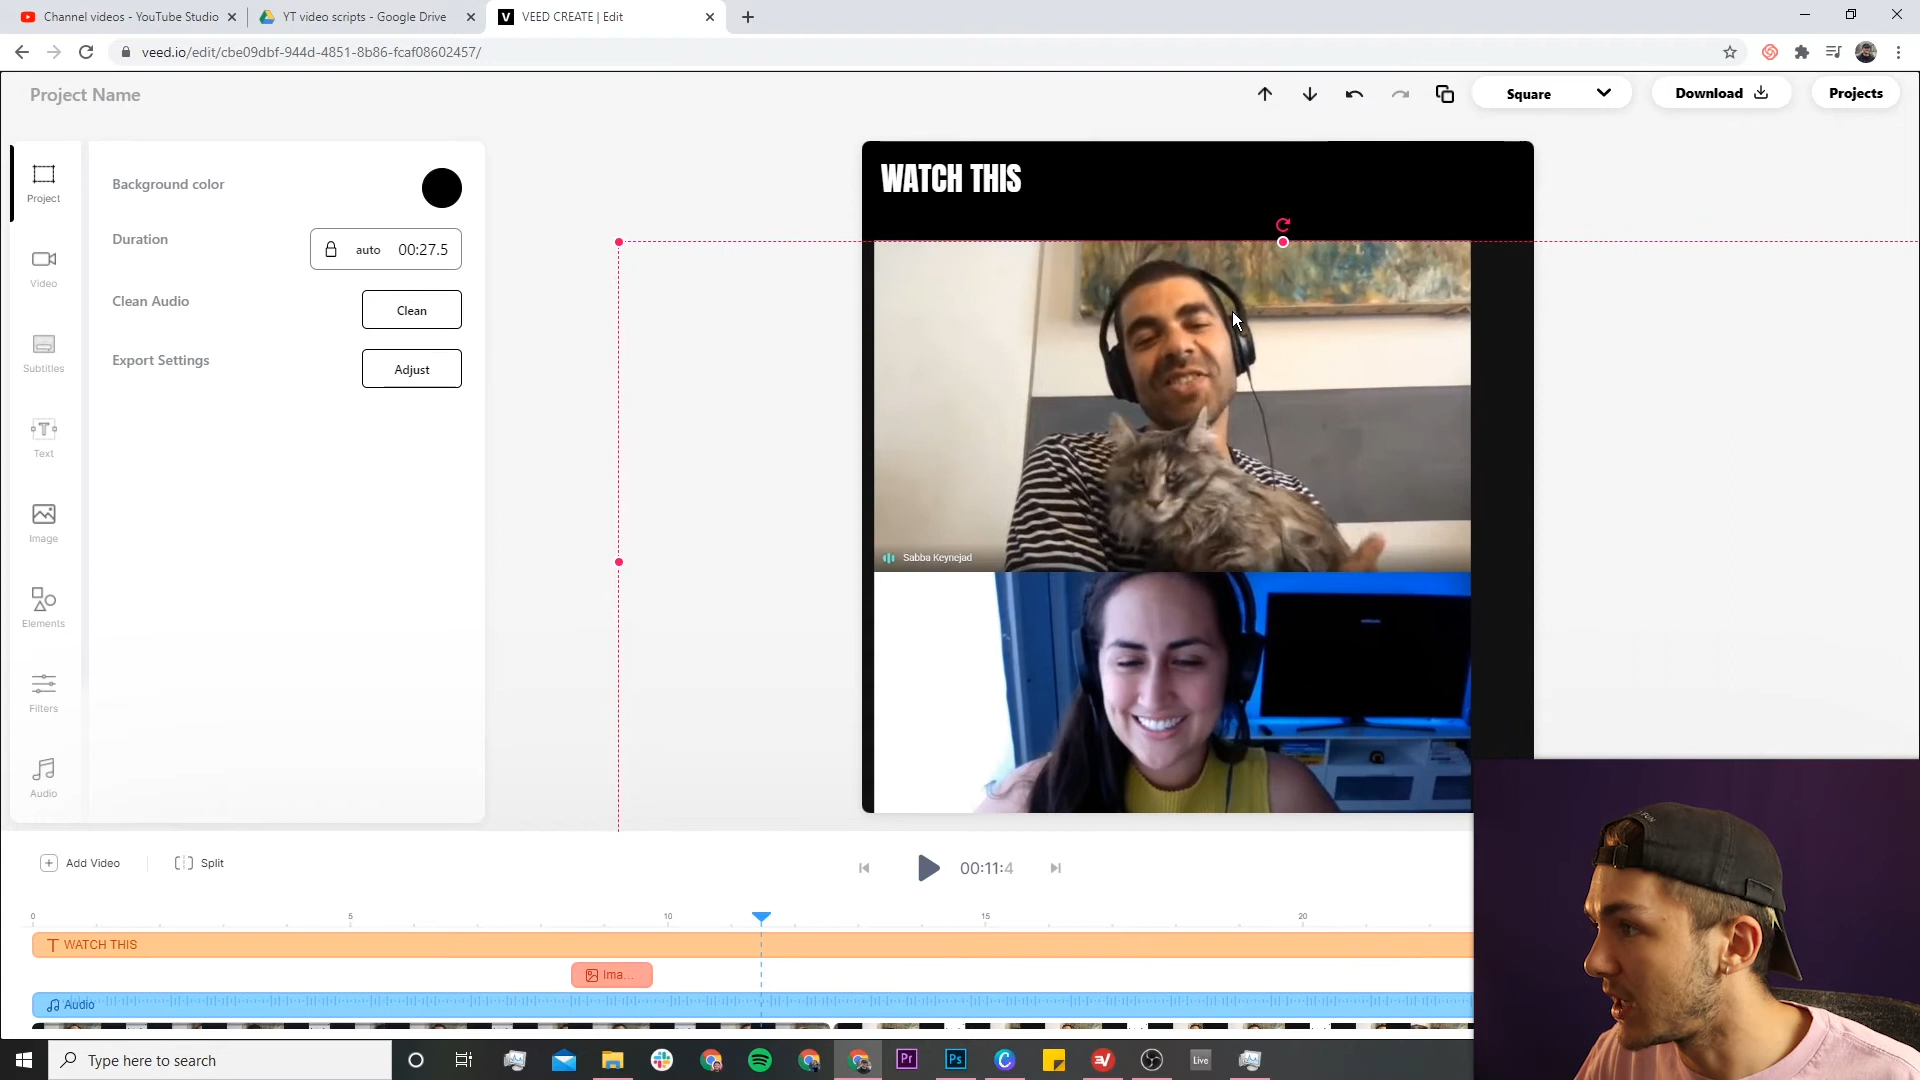 Channel videos - YouTube Studio
YT video scripts - Google Drive
VEED CREATE | Edit
veed.io/edit/cbe09dbf-944d-4851-8b86-fcaf08602457/
Project Name
Square
Download
Projects
Project
Video
Subtitles
Text
Image
Elements
Filters
Audio
Background color
Duration
auto 00:27.5
Clean Audio
Clean
Export Settings
Adjust
WATCH THIS
Sabba Keynejad
Add Video
Split
00:11:4
0 5 10 15 20
WATCH THIS
Ima...
Audio
Type here to search
Pr
Ps
Live